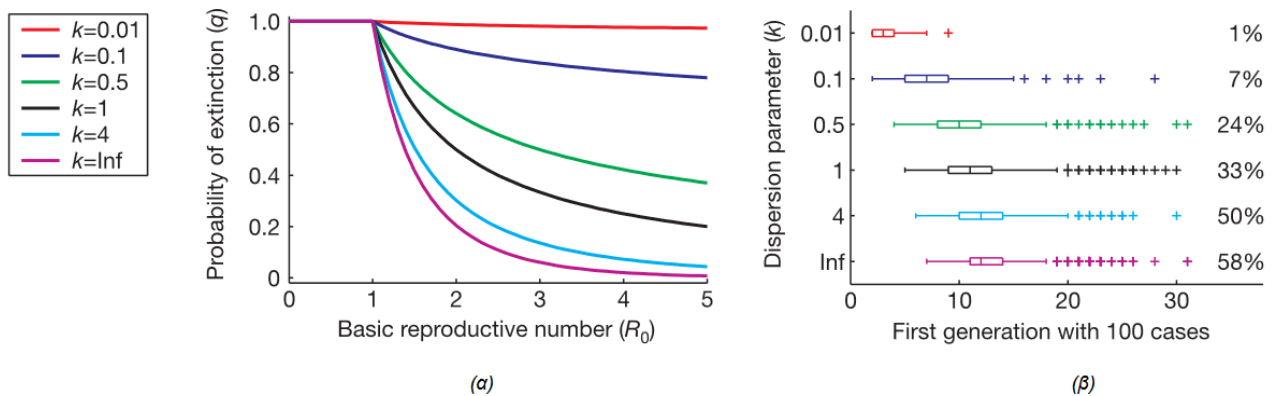 k=0.01
k=0.1
k=0.5
k=1
k=4
k=Inf
Probability of extinction (q)
1.0
0.8
0.6
0.4
0.2
0
0 1 2 3 4 5
Basic reproductive number (R0)
(α)
Dispersion parameter (k)
0.01 1%
0.1 7%
0.5 24%
1 33%
4 50%
Inf 58%
0 10 20 30
First generation with 100 cases
(β)